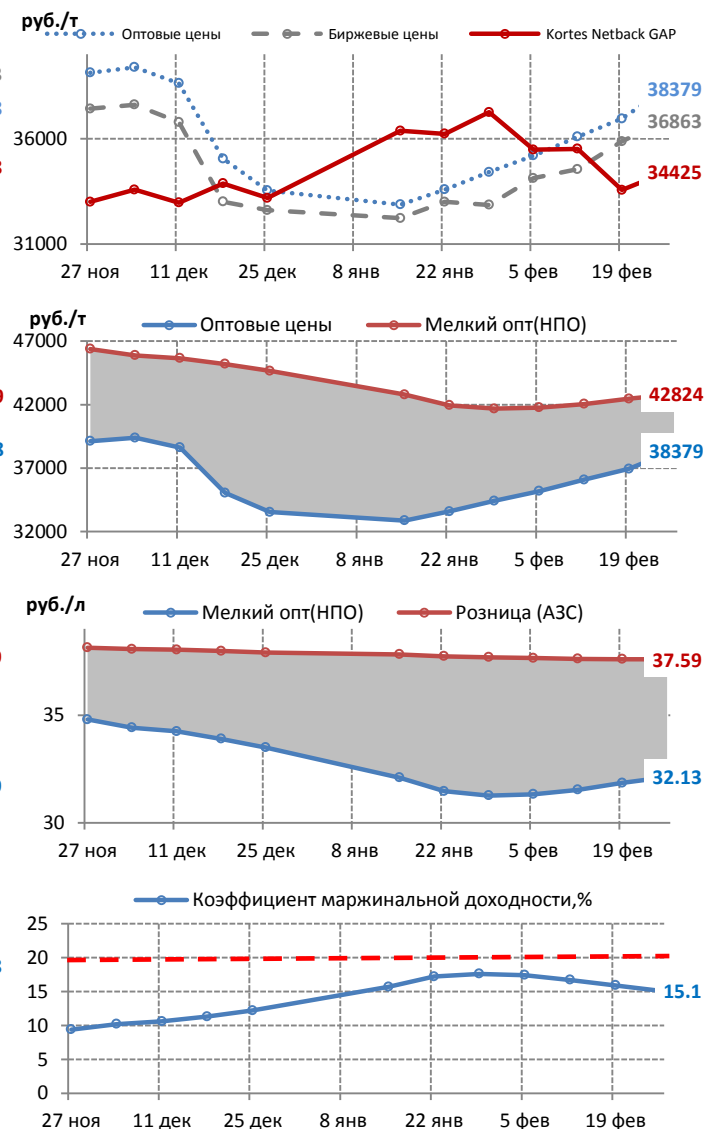 руб./т
Оптовые цены Биржевые цены Kortes Netback GAP
38379
36863
36000
34425
31000
27 ноя 11 дек 25 дек 8 янв 22 янв 5 фев 19 фев
руб./т
Оптовые цены Мелкий опт(НПО)
47000
42824
42000
38379
37000
32000
27 ноя 11 дек 25 дек 8 янв 22 янв 5 фев 19 фев
руб./л
Мелкий опт(НПО) Розница (АЗС)
37.59
35
32.13
30
27 ноя 11 дек 25 дек 8 янв 22 янв 5 фев 19 фев
Коэффициент маржинальной доходности,%
25
20
15
15.1
10
5
0
27 ноя 11 дек 25 дек 8 янв 22 янв 5 фев 19 фев